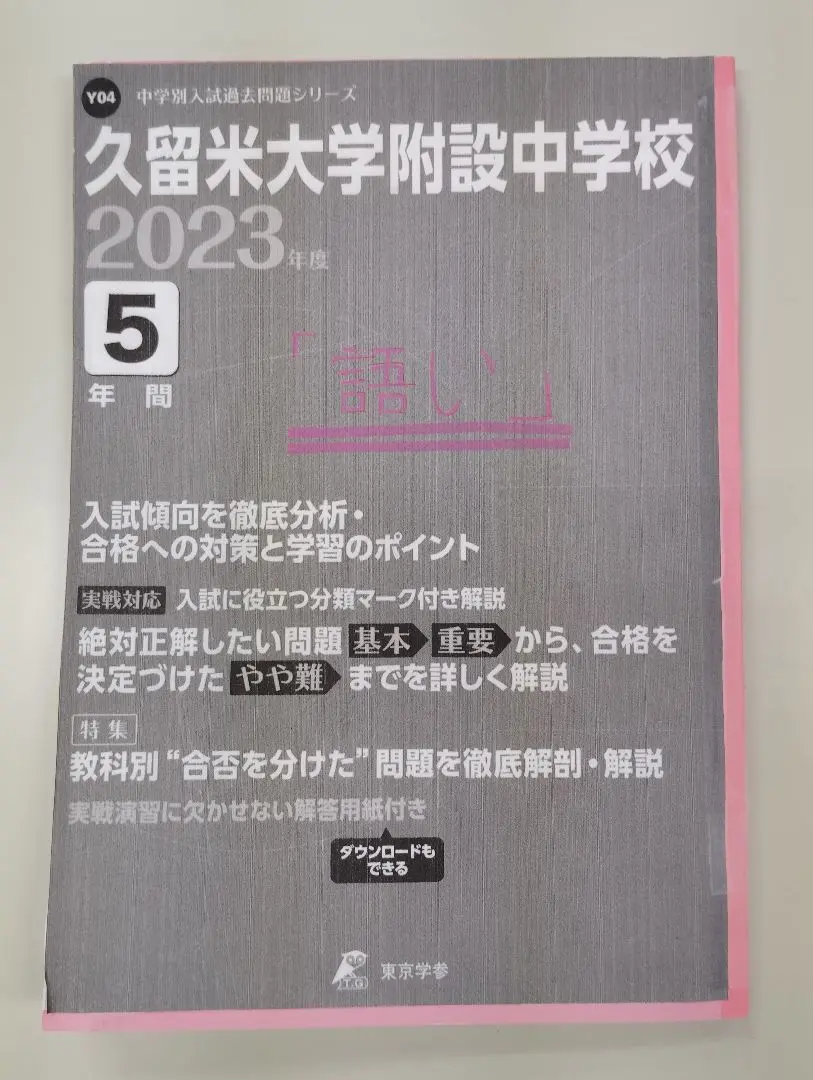 Y04 中学別入試過去問題シリーズ
久留米大学附設中学校
2023年度
5
年間
「語い」
入試傾向を徹底分析・
合格への対策と学習のポイント
実戦対応 入試に役立つ分類マーク付き解説
絶対正解したい問題 基本 重要 から、合格を
決定づけた やや難 までを詳しく解説
特集
教科別“合否を分けた”問題を徹底解剖・解説
実戦演習に欠かせない解答用紙付き
ダウンロードも
できる
T.G 東京学参